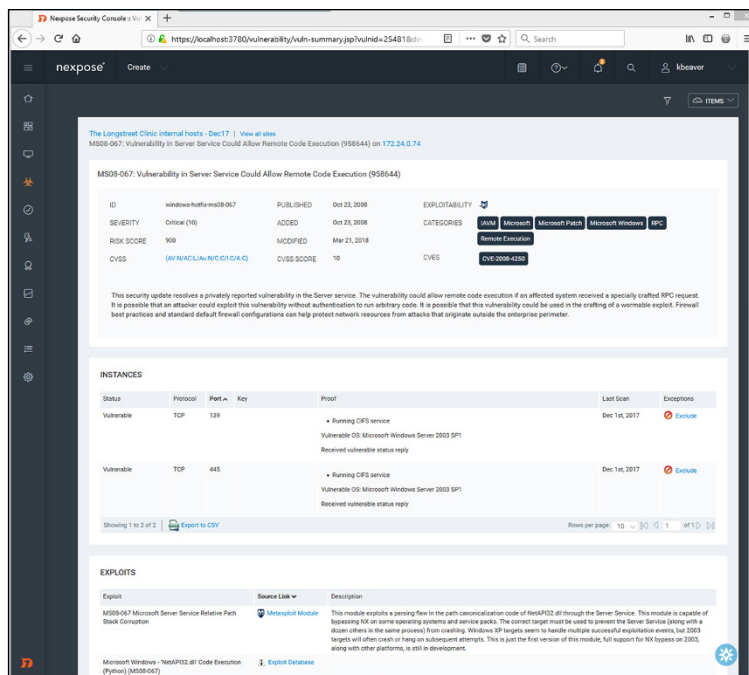 Nexpose Security Console :: Vul
https://localhost:3780/vulnerability/vuln-summary.jsp?vulnid=25481&
Search
nexpose
Create
kbeaver
ITEMS
The Longstreet Clinic internal hosts - Dec17 | View all sites
MS08-067: Vulnerability in Server Service Could Allow Remote Code Execution (958644) on 172.24.0.74
MS08-067: Vulnerability in Server Service Could Allow Remote Code Execution (958644)
ID windows-hotfix-ms08-067 PUBLISHED Oct 23, 2008 EXPLOITABILITY
SEVERITY Critical (10) ADDED Oct 23, 2008 CATEGORIES IAVM Microsoft Microsoft Patch Microsoft Windows RPC
RISK SCORE 900 MODIFIED Mar 21, 2018 Remote Execution
CVSS (AV:N/AC:L/Au:N/C:C/I:C/A:C) CVSS SCORE 10 CVES CVE-2008-4250
This security update resolves a privately reported vulnerability in the Server service. The vulnerability could allow remote code execution if an affected system received a specially crafted RPC request.
It is possible that an attacker could exploit this vulnerability without authentication to run arbitrary code. It is possible that this vulnerability could be used in the crafting of a wormable exploit. Firewall
best practices and standard default firewall configurations can help protect network resources from attacks that originate outside the enterprise perimeter.
INSTANCES
Status Protocol Port Key Proof Last Scan Exceptions
Vulnerable TCP 139 • Running CIFS service Dec 1st, 2017 Exclude
Vulnerable OS: Microsoft Windows Server 2003 SP1
Received vulnerable status reply
Vulnerable TCP 445 • Running CIFS service Dec 1st, 2017 Exclude
Vulnerable OS: Microsoft Windows Server 2003 SP1
Received vulnerable status reply
Showing 1 to 2 of 2 Export to CSV Rows per page: 10 1 of 1
EXPLOITS
Exploit Source Link Description
MS08-067 Microsoft Server Service Relative Path Metasploit Module This module exploits a parsing flaw in the path canonicalization code of NetAPI32.dll through the Server Service. This module is capable of
Stack Corruption bypassing NX on some operating systems and service packs. The correct target must be used to prevent the Server Service (along with a
dozen others in the same process) from crashing. Windows XP targets seem to handle multiple successful exploitation events, but 2003
targets will often crash or hang on subsequent attempts. This is just the first version of this module, full support for NX bypass on 2003,
along with other platforms, is still in development.
Microsoft Windows - 'NetAPI32.dll' Code Execution Exploit Database
(Python) (MS08-067)